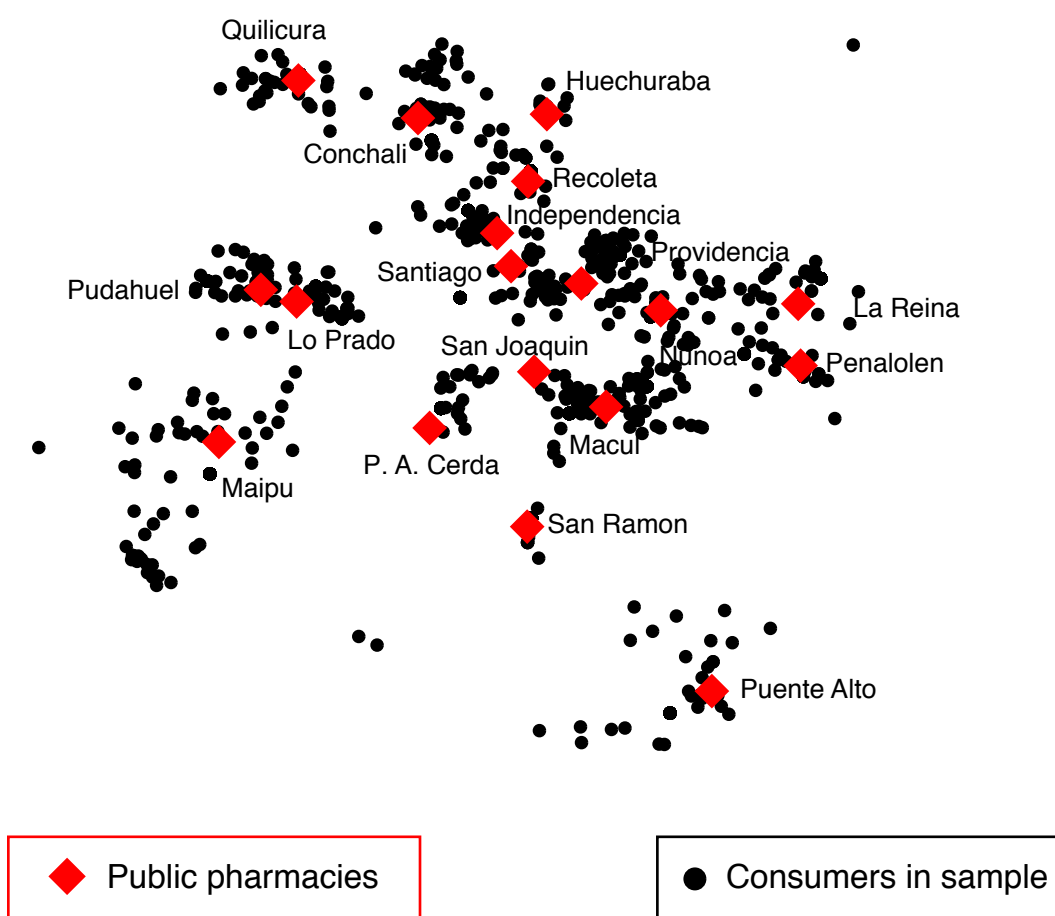 Quilicura
Huechuraba
Conchali
Recoleta
Independencia
Providencia
Santiago
Pudahuel
La Reina
Lo Prado
San Joaquin
Nunoa
Penalolen
Macul
P. A. Cerda
Maipu
San Ramon
Puente Alto
Public pharmacies
Consumers in sample